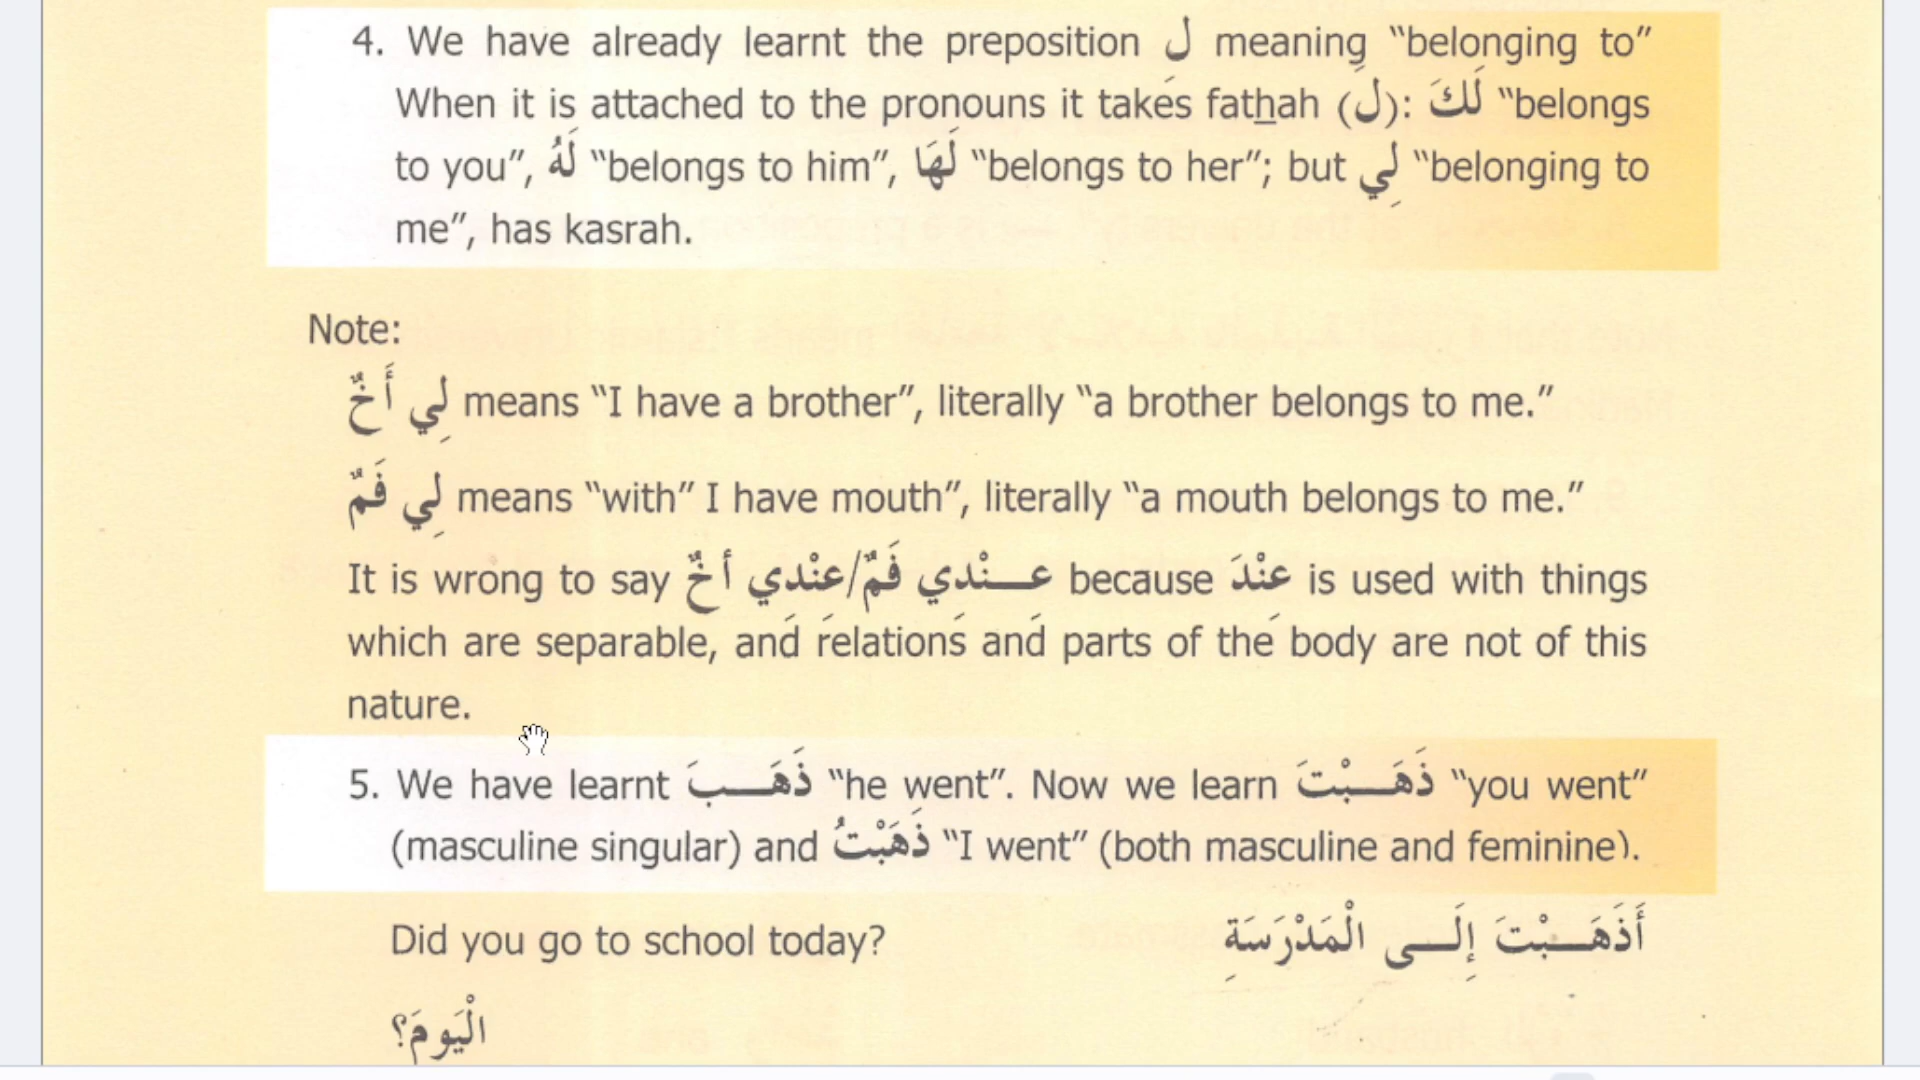 4. We have already learnt the preposition لِ meaning “belonging to”
When it is attached to the pronouns it takes fathah (لَ): لَكَ “belongs
to you”, لَهُ “belongs to him”, لَهَا “belongs to her”; but لِي “belonging to
me”, has kasrah.
Note:
لِي أَخٌ means “I have a brother”, literally “a brother belongs to me.”
لِي فَمٌ means “with” I have mouth”, literally “a mouth belongs to me.”
It is wrong to say عِنْدِي فَمٌ/عِنْدِي أخٌ because عِنْدَ is used with things
which are separable, and relations and parts of the body are not of this
nature.
5. We have learnt ذَهَبَ “he went”. Now we learn ذَهَبْتَ “you went”
(masculine singular) and ذَهَبْتُ “I went” (both masculine and feminine).
Did you go to school today? أَذَهَبْتَ إِلَى الْمَدْرَسَةِ
الْيَومَ؟